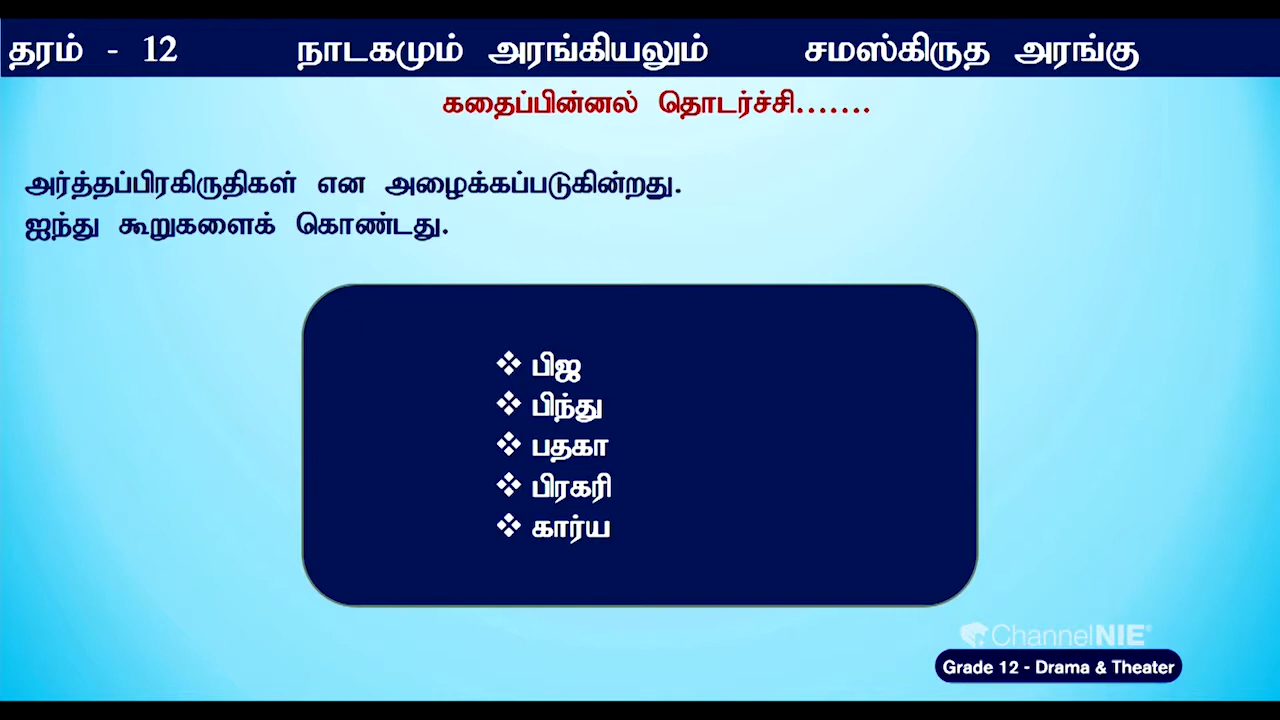 தரம் - 12 நாடகமும் அரங்கியலும் சமஸ்கிருத அரங்கு
கதைப்பின்னல் தொடர்ச்சி.......
அர்த்தப்பிரகிருதிகள் என அழைக்கப்படுகின்றது.
ஐந்து கூறுகளைக் கொண்டது.
❖ பிஜ
❖ பிந்து
❖ பதகா
❖ பிரகரி
❖ கார்ய
ChannelNIE®
Grade 12 - Drama & Theater